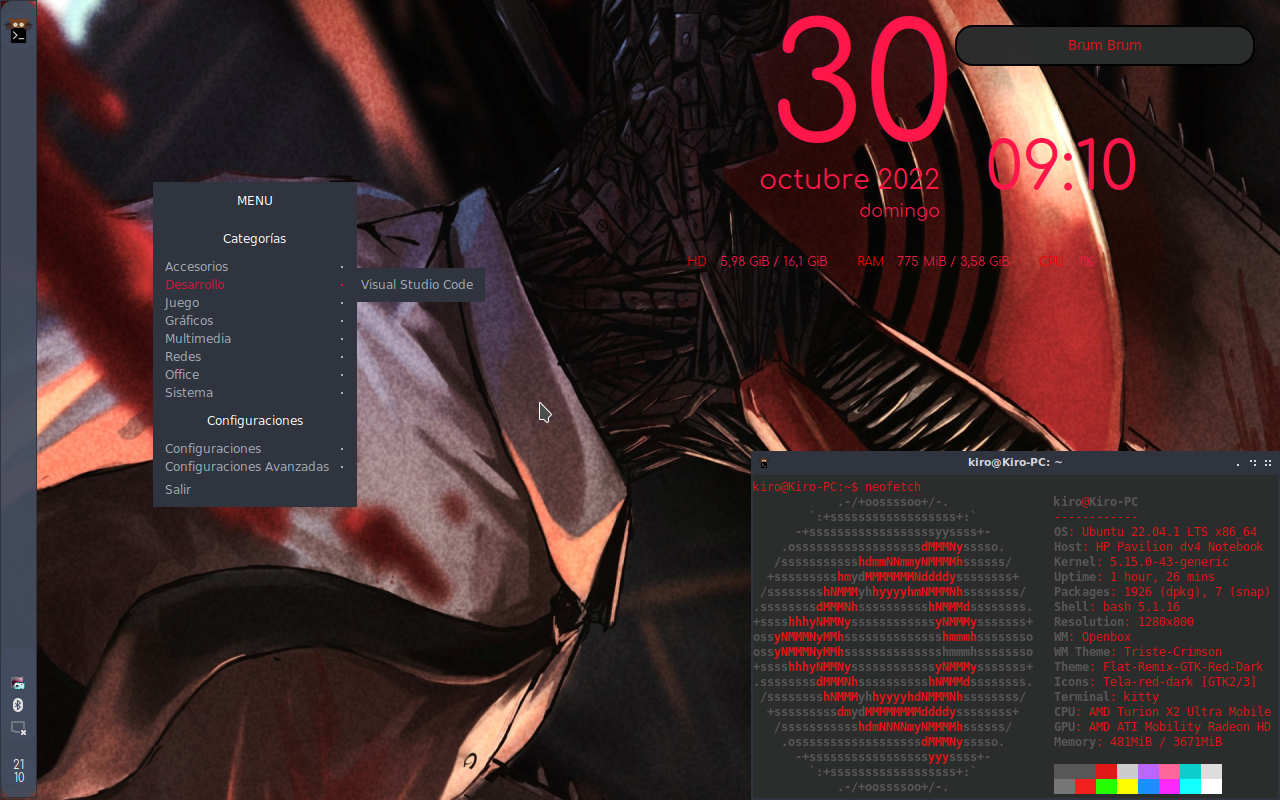 30
Brum Brum
09:10
octubre 2022
domingo
HD 5,98 GiB / 16,1 GiB RAM 775 MiB / 3,58 GiB CPU 1%
MENU
Categorías
Accesorios
Desarrollo
Visual Studio Code
Juego
Gráficos
Multimedia
Redes
Office
Sistema
Configuraciones
Configuraciones
Configuraciones Avanzadas
Salir
kiro@Kiro-PC: ~
kiro@Kiro-PC:~$ neofetch
.-/+oossssoo+/-.
`:+ssssssssssssssssss+:`
-+ssssssssssssssssssyyssss+-
.ossssssssssssssssssdMMMNysssso.
/ssssssssssshdmmNNmmyNMMMMhssssss/
+ssssssssshmydMMMMMMMNddddyssssssss+
/sssssssshNMMMyhhyyyyhmNMMMNhssssssss/
.ssssssssdMMMNhsssssssssshNMMMdssssssss.
+sssshhhyNMMNyssssssssssssyNMMMysssssss+
ossyNMMMNyMMhsssssssssssssshmmmhssssssso
ossyNMMMNyMMhsssssssssssssshmmmhssssssso
+sssshhhyNMMNyssssssssssssyNMMMysssssss+
.ssssssssdMMMNhsssssssssshNMMMdssssssss.
/sssssssshNMMMyhhyyyyhdNMMMNhssssssss/
+sssssssssdmydMMMMMMMMddddyssssssss+
/ssssssssssshdmNNNNmyNMMMMhssssss/
.ossssssssssssssssssdMMMNysssso.
-+sssssssssssssssssyyyssss+-
`:+ssssssssssssssssss+:`
.-/+oossssoo+/-.
kiro@Kiro-PC
------------
OS: Ubuntu 22.04.1 LTS x86_64
Host: HP Pavilion dv4 Notebook
Kernel: 5.15.0-43-generic
Uptime: 1 hour, 26 mins
Packages: 1926 (dpkg), 7 (snap)
Shell: bash 5.1.16
Resolution: 1280x800
WM: Openbox
WM Theme: Triste-Crimson
Theme: Flat-Remix-GTK-Red-Dark
Icons: Tela-red-dark [GTK2/3]
Terminal: kitty
CPU: AMD Turion X2 Ultra Mobile
GPU: AMD ATI Mobility Radeon HD
Memory: 481MiB / 3671MiB
21
10